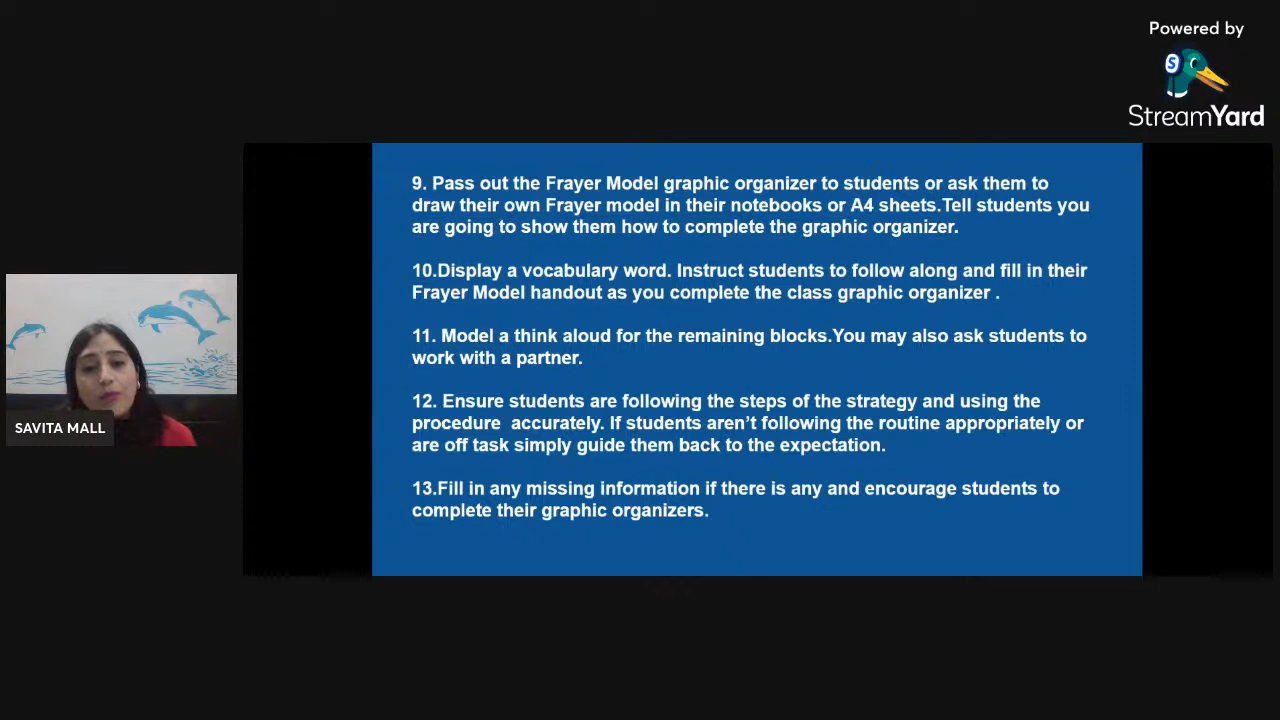 Powered by
S
StreamYard
9. Pass out the Frayer Model graphic organizer to students or ask them to
draw their own Frayer model in their notebooks or A4 sheets.Tell students you
are going to show them how to complete the graphic organizer.
10.Display a vocabulary word. Instruct students to follow along and fill in their
Frayer Model handout as you complete the class graphic organizer .
11. Model a think aloud for the remaining blocks.You may also ask students to
work with a partner.
12. Ensure students are following the steps of the strategy and using the
procedure  accurately. If students aren’t following the routine appropriately or
are off task simply guide them back to the expectation.
13.Fill in any missing information if there is any and encourage students to
complete their graphic organizers.
SAVITA MALL